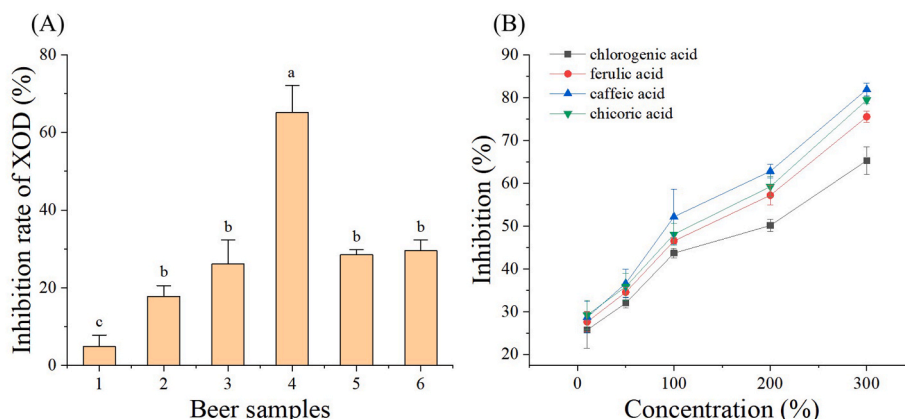 (A)
Inhibition rate of XOD (%)
80
60
40
20
0
c
b
b
a
b
b
1 2 3 4 5 6
Beer samples
(B)
chlorogenic acid
ferulic acid
caffeic acid
chicoric acid
Inhibition (%)
90
80
70
60
50
40
30
20
0 100 200 300
Concentration (%)